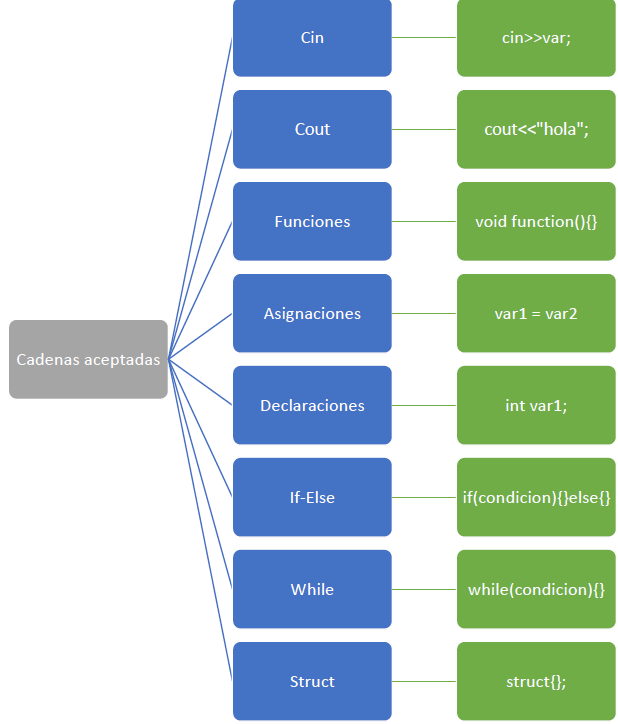 Cin
cin>>var;
Cout
cout<<"hola";
Funciones
void function(){}
Asignaciones
var1 = var2
Cadenas aceptadas
Declaraciones
int var1;
If-Else
if(condicion){}else{}
While
while(condicion){}
Struct
struct{};